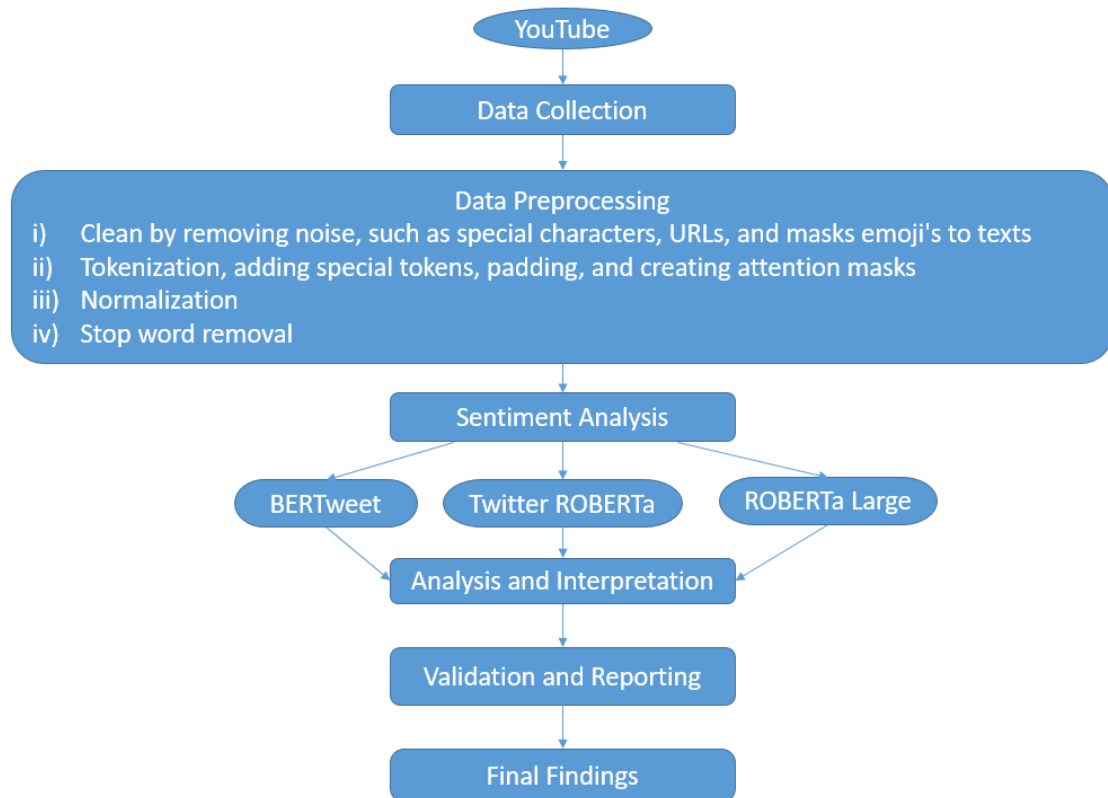 YouTube
Data Collection
Data Preprocessing
i) Clean by removing noise, such as special characters, URLs, and masks emoji's to texts
ii) Tokenization, adding special tokens, padding, and creating attention masks
iii) Normalization
iv) Stop word removal
Sentiment Analysis
BERTweet
Twitter ROBERTa
ROBERTa Large
Analysis and Interpretation
Validation and Reporting
Final Findings